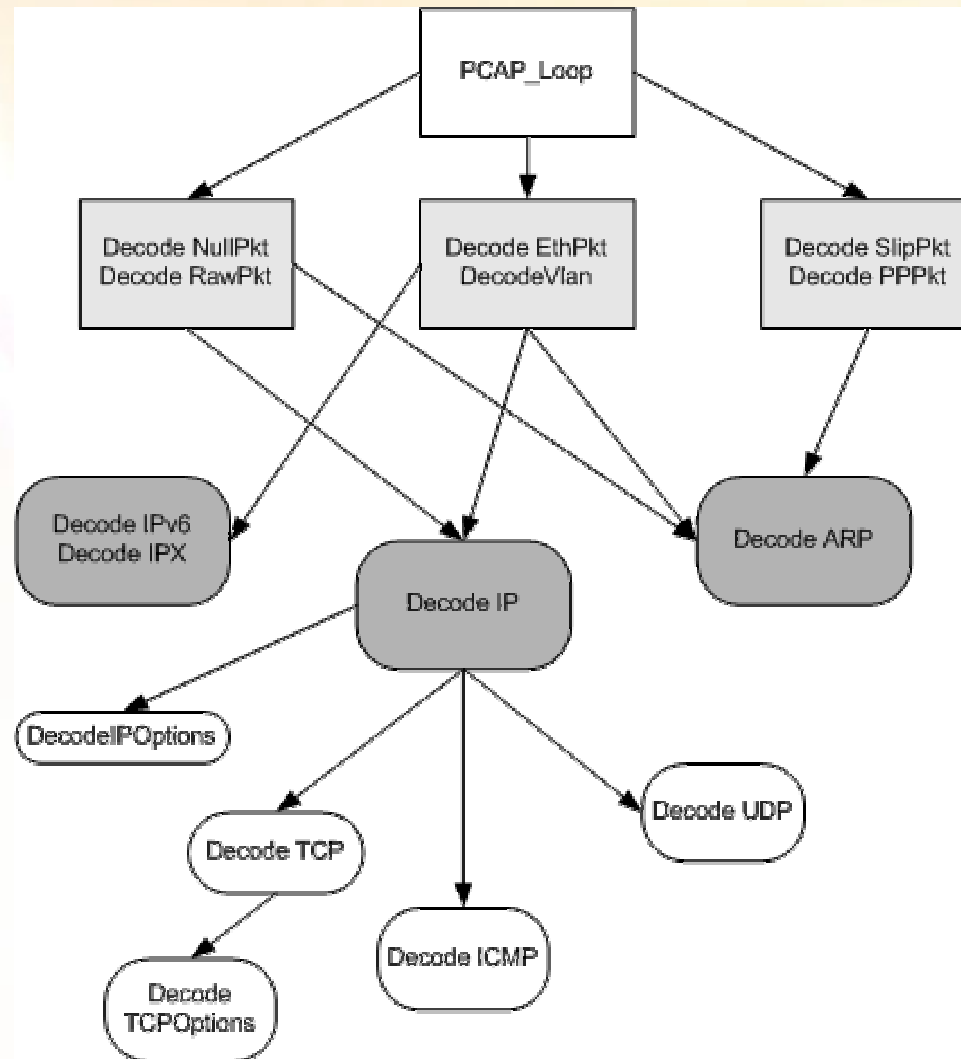 PCAP_Loop
Decode NullPkt
Decode RawPkt
Decode EthPkt
DecodeVlan
Decode SlipPkt
Decode PPPkt
Decode IPv6
Decode IPX
Decode ARP
Decode IP
DecodeIPOptions
Decode UDP
Decode TCP
Decode ICMP
Decode
TCPOptions